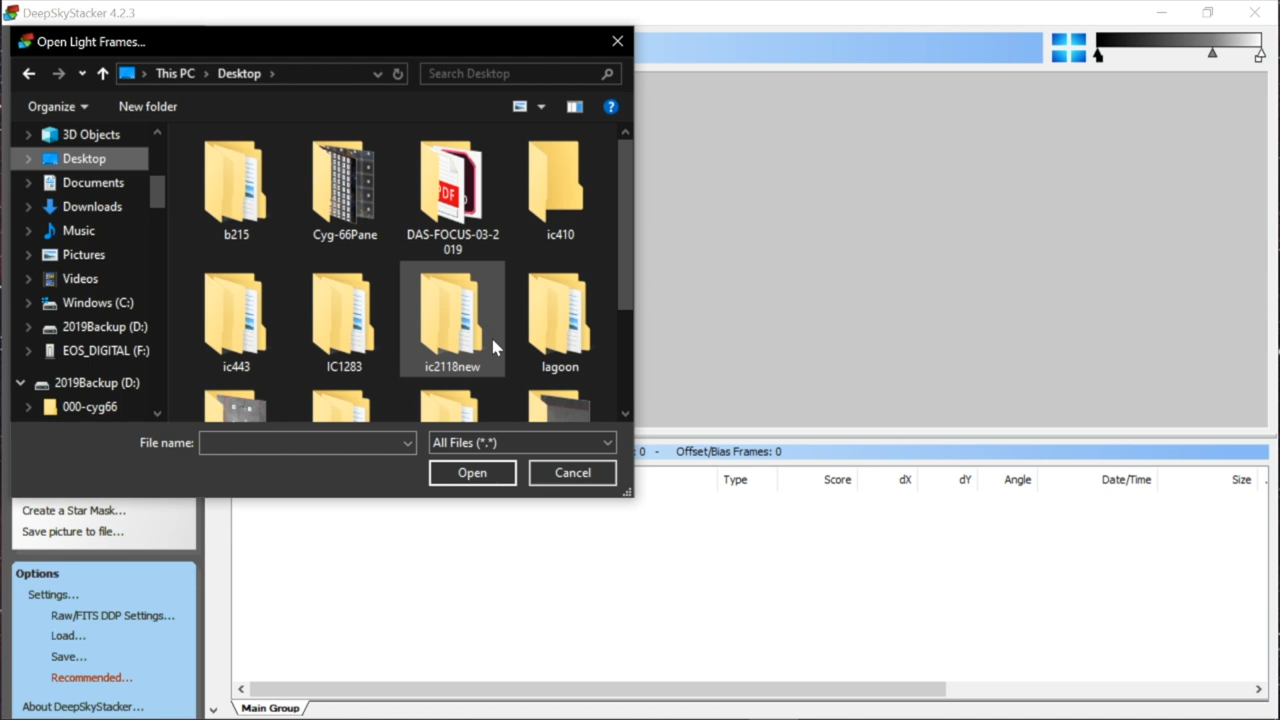 DeepSkyStacker 4.2.3
Open Light Frames...
This PC > Desktop >
Search Desktop
Organize
New folder
3D Objects
Desktop
Documents
Downloads
Music
Pictures
Videos
Windows (C:)
2019Backup (D:)
EOS_DIGITAL (F:)
2019Backup (D:)
000-cyg66
b215
Cyg-66Pane
DAS-FOCUS-03-2
019
ic410
PDF
ic443
IC1283
ic2118new
lagoon
File name:
All Files (*.*)
Open
Cancel
: 0 - Offset/Bias Frames: 0
Type Score dX dY Angle Date/Time Size .
Create a Star Mask...
Save picture to file...
Options
Settings...
Raw/FITS DDP Settings...
Load...
Save...
Recommended...
About DeepSkyStacker...
Main Group